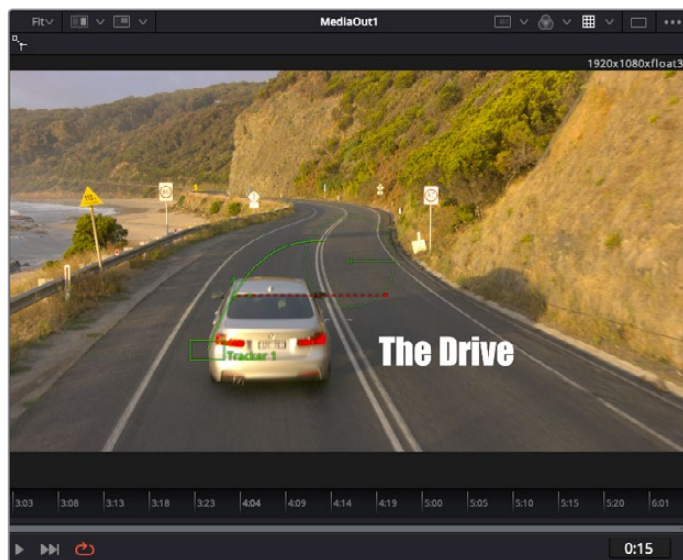 Fit
MediaOut1
1920x1080xfloat3
Tracker 1
The Drive
3:03 3:08 3:13 3:18 3:23 4:04 4:09 4:14 4:19 5:00 5:05 5:10 5:15 5:20 6:01
0:15